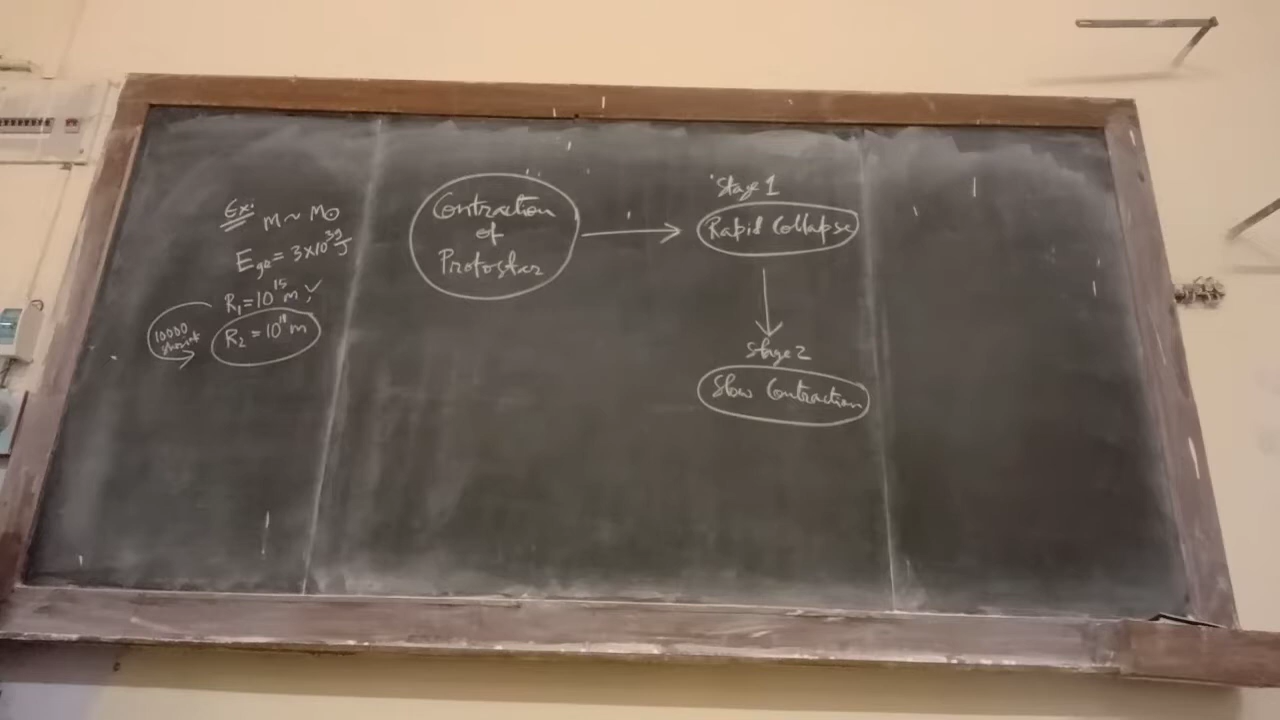 Ex:
M ~ M⊙
Egr = 3×10³⁹J
R₁ = 10¹⁵ m ✓
R₂ = 10¹¹ m
10000
shrink
Contraction
of
Protostar
Stage 1
Rapid Collapse
Stage 2
Slow Contraction